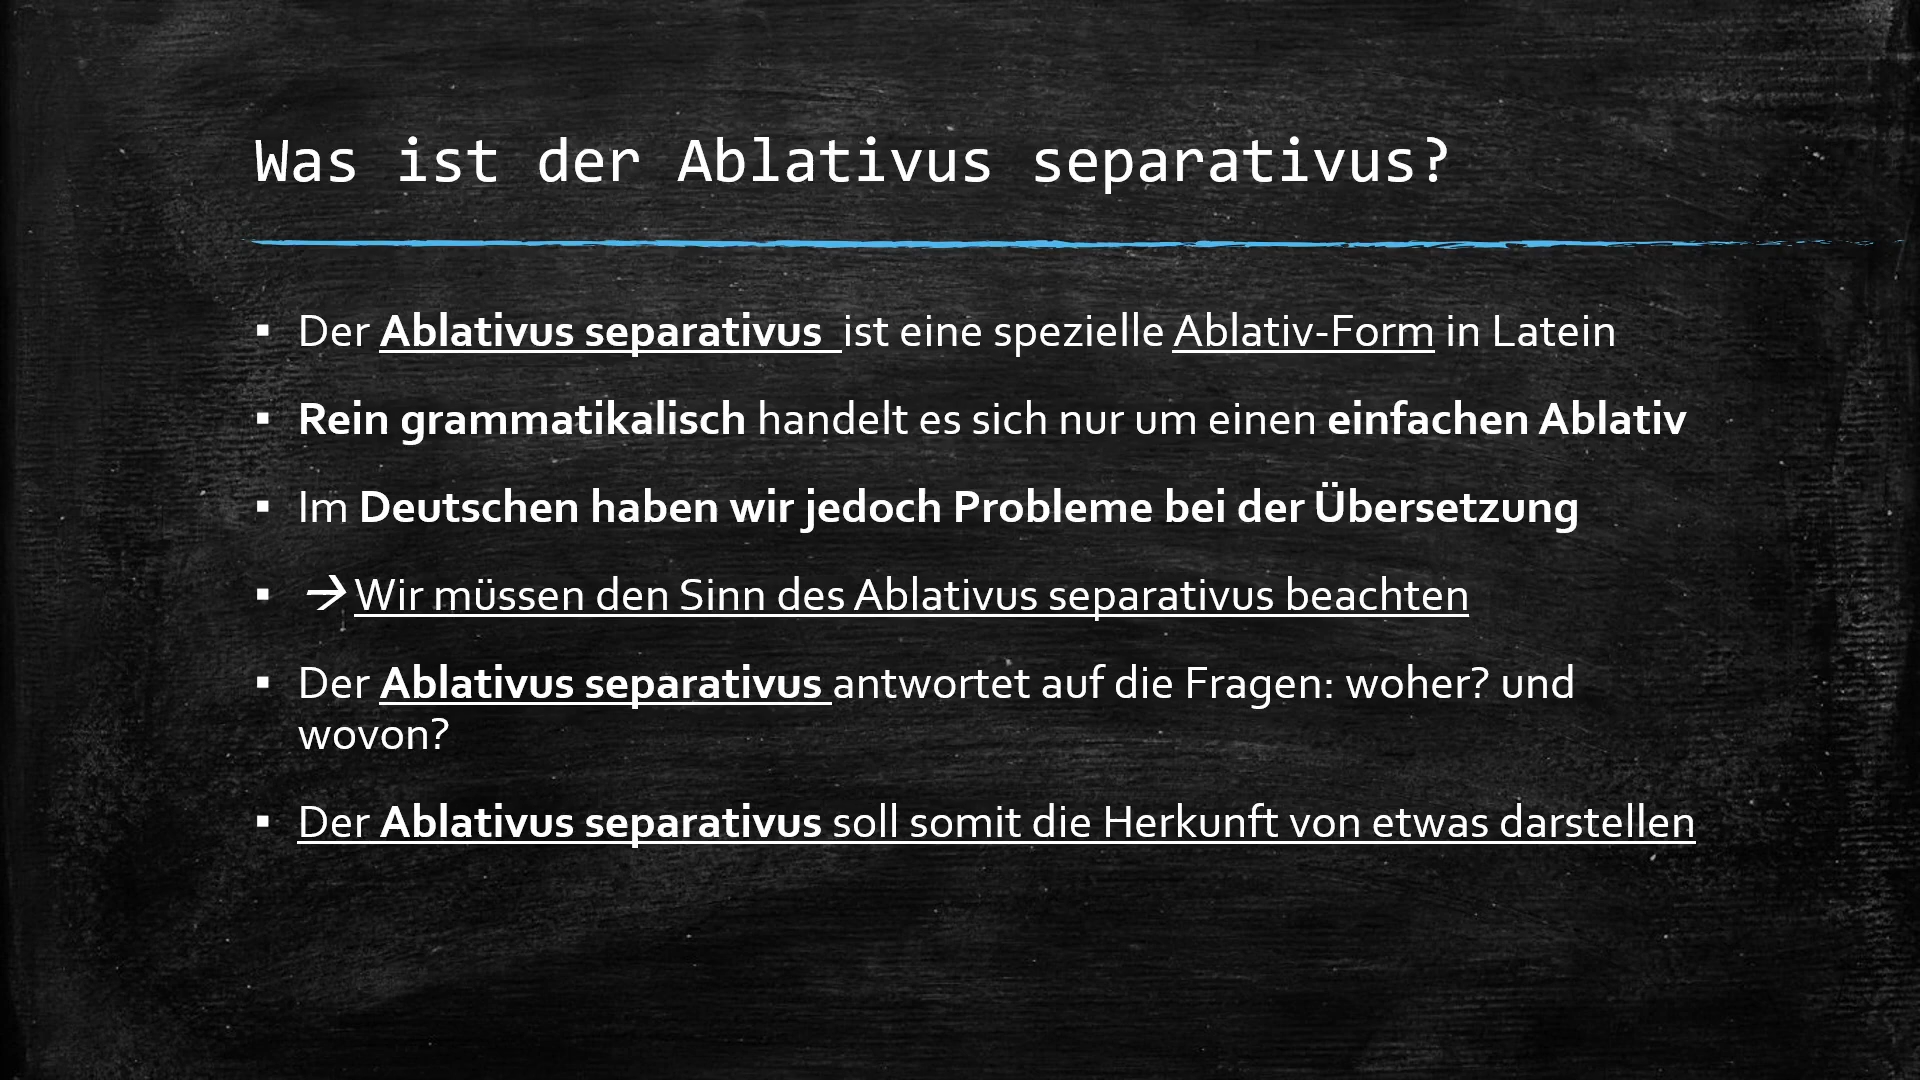 Was ist der Ablativus separativus?
▪ Der Ablativus separativus ist eine spezielle Ablativ-Form in Latein
▪ Rein grammatikalisch handelt es sich nur um einen einfachen Ablativ
▪ Im Deutschen haben wir jedoch Probleme bei der Übersetzung
▪ → Wir müssen den Sinn des Ablativus separativus beachten
▪ Der Ablativus separativus antwortet auf die Fragen: woher? und
wovon?
▪ Der Ablativus separativus soll somit die Herkunft von etwas darstellen